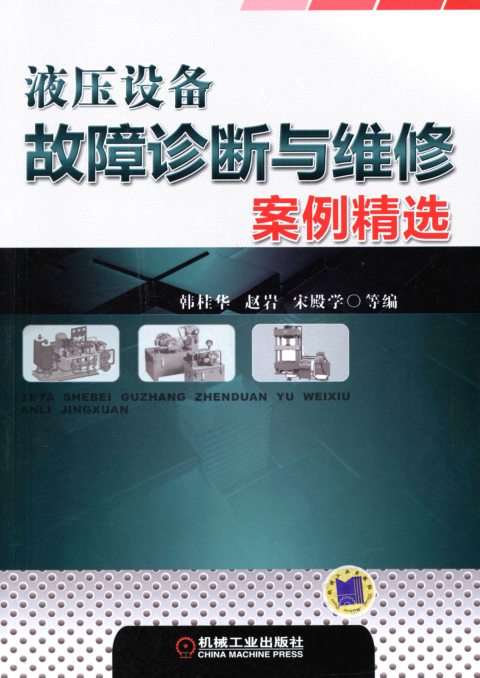 液压设备
故障诊断与维修
案例精选
韩桂华 赵岩 宋殿学○等编
YEYA SHEBEI GUZHANG ZHENDUAN YU WEIXIU
ANLI JINGXUAN
机械工业出版社
CHINA MACHINE PRESS